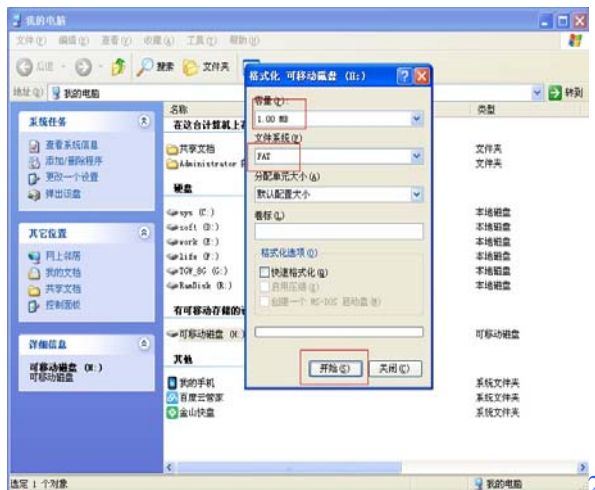 我的电脑
文件(F) 编辑(E) 查看(V) 收藏(A) 工具(T) 帮助(H)
后退 搜索 文件夹
地址(D) 我的电脑 转到
系统任务
查看系统信息
添加/删除程序
更改一个设置
弹出该盘
其它位置
网上邻居
我的文档
共享文档
控制面板
详细信息
可移动磁盘 (H:)
可移动磁盘
名称 类型
在这台计算机上
共享文档 文件夹
Administrator 文件夹
硬盘
sys (C:) 本地磁盘
soft (D:) 本地磁盘
work (E:) 本地磁盘
life (F:) 本地磁盘
TGW_8G (G:) 本地磁盘
RamDisk (R:) 本地磁盘
有可移动存储的
可移动磁盘 (H:) 可移动磁盘
其他
我的手机 系统文件夹
百度云管家 系统文件夹
金山快盘 系统文件夹
格式化 可移动磁盘 (H:)
容量(P):
1.00 MB
文件系统(F)
FAT
分配单元大小(A)
默认配置大小
卷标(L)
格式化选项(O)
快速格式化(Q)
启用压缩(E)
创建一个 MS-DOS 启动盘(M)
开始(S) 关闭(C)
选定 1 个对象 我的电脑